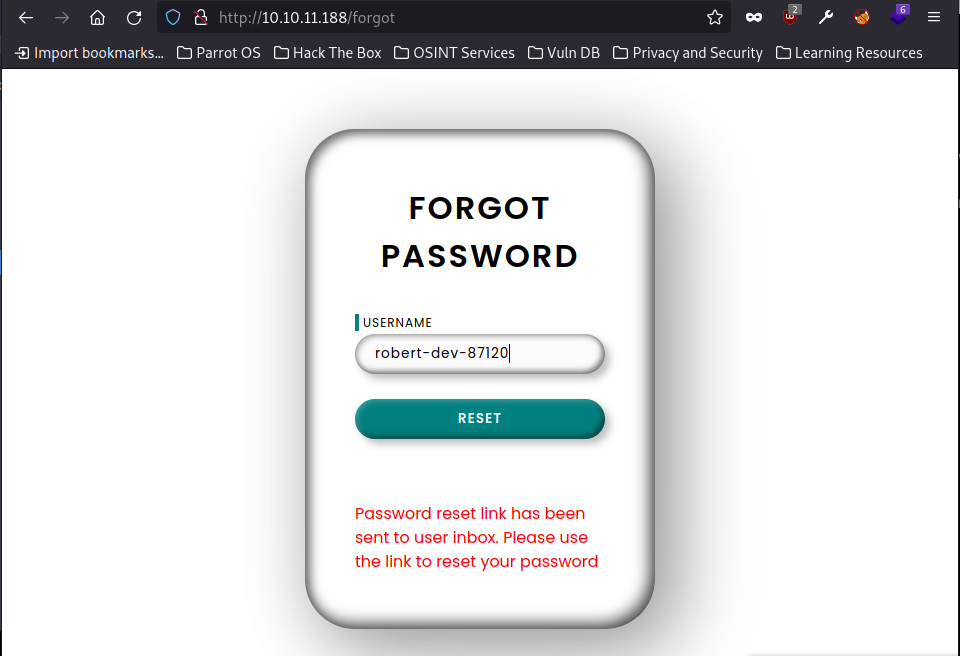 http://10.10.11.188/forgot
2
6
Import bookmarks... Parrot OS Hack The Box OSINT Services Vuln DB Privacy and Security Learning Resources
FORGOT
PASSWORD
USERNAME
robert-dev-87120
RESET
Password reset link has been
sent to user inbox. Please use
the link to reset your password